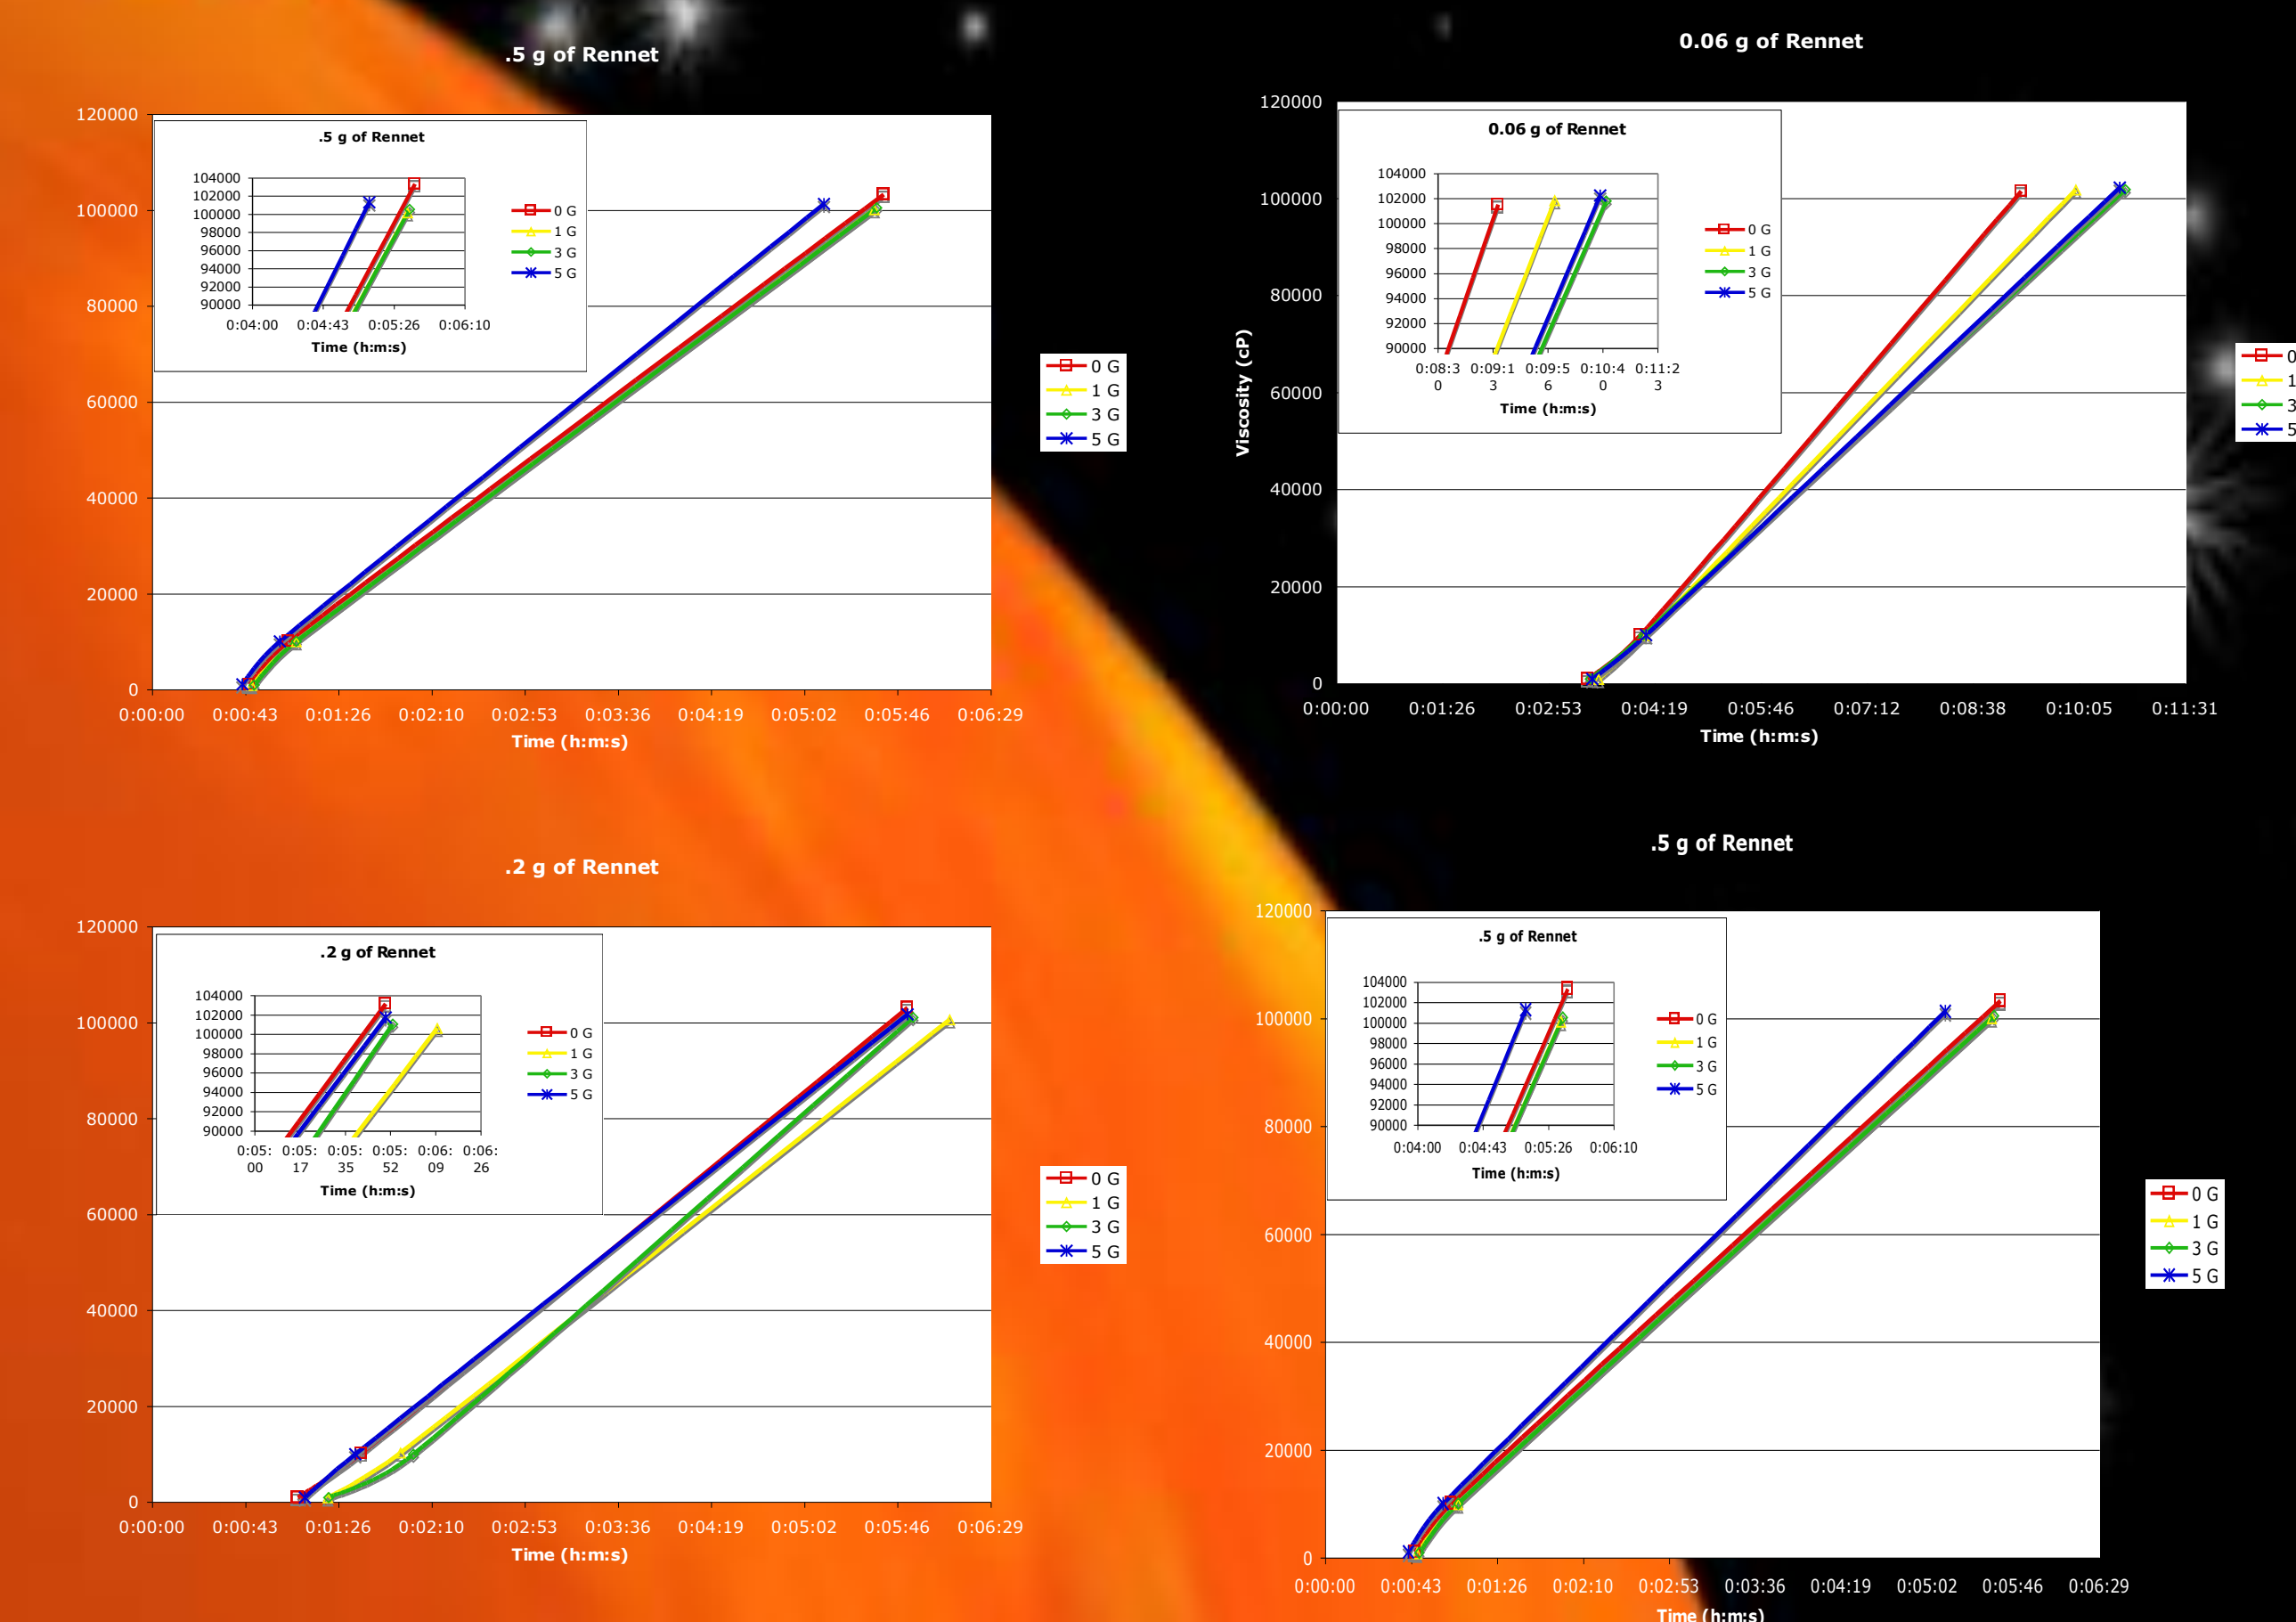 .5 g of Rennet
120000
100000
80000
60000
40000
20000
0
0:00:00 0:00:43 0:01:26 0:02:10 0:02:53 0:03:36 0:04:19 0:05:02 0:05:46 0:06:29
Time (h:m:s)
.5 g of Rennet
104000
102000
100000
98000
96000
94000
92000
90000
0:04:00 0:04:43 0:05:26 0:06:10
Time (h:m:s)
0 G
1 G
3 G
5 G
0 G
1 G
3 G
5 G
0.06 g of Rennet
Viscosity (cP)
120000
100000
80000
60000
40000
20000
0
0:00:00 0:01:26 0:02:53 0:04:19 0:05:46 0:07:12 0:08:38 0:10:05 0:11:31
Time (h:m:s)
0.06 g of Rennet
104000
102000
100000
98000
96000
94000
92000
90000
0:08:3 0:09:1 0:09:5 0:10:4 0:11:2
0 3 6 0 3
Time (h:m:s)
0 G
1 G
3 G
5 G
0
1
3
5
.2 g of Rennet
120000
100000
80000
60000
40000
20000
0
0:00:00 0:00:43 0:01:26 0:02:10 0:02:53 0:03:36 0:04:19 0:05:02 0:05:46 0:06:29
Time (h:m:s)
.2 g of Rennet
104000
102000
100000
98000
96000
94000
92000
90000
0:05: 0:05: 0:05: 0:05: 0:06: 0:06:
00 17 35 52 09 26
Time (h:m:s)
0 G
1 G
3 G
5 G
0 G
1 G
3 G
5 G
.5 g of Rennet
120000
100000
80000
60000
40000
20000
0
0:00:00 0:00:43 0:01:26 0:02:10 0:02:53 0:03:36 0:04:19 0:05:02 0:05:46 0:06:29
Time (h:m:s)
.5 g of Rennet
104000
102000
100000
98000
96000
94000
92000
90000
0:04:00 0:04:43 0:05:26 0:06:10
Time (h:m:s)
0 G
1 G
3 G
5 G
0 G
1 G
3 G
5 G